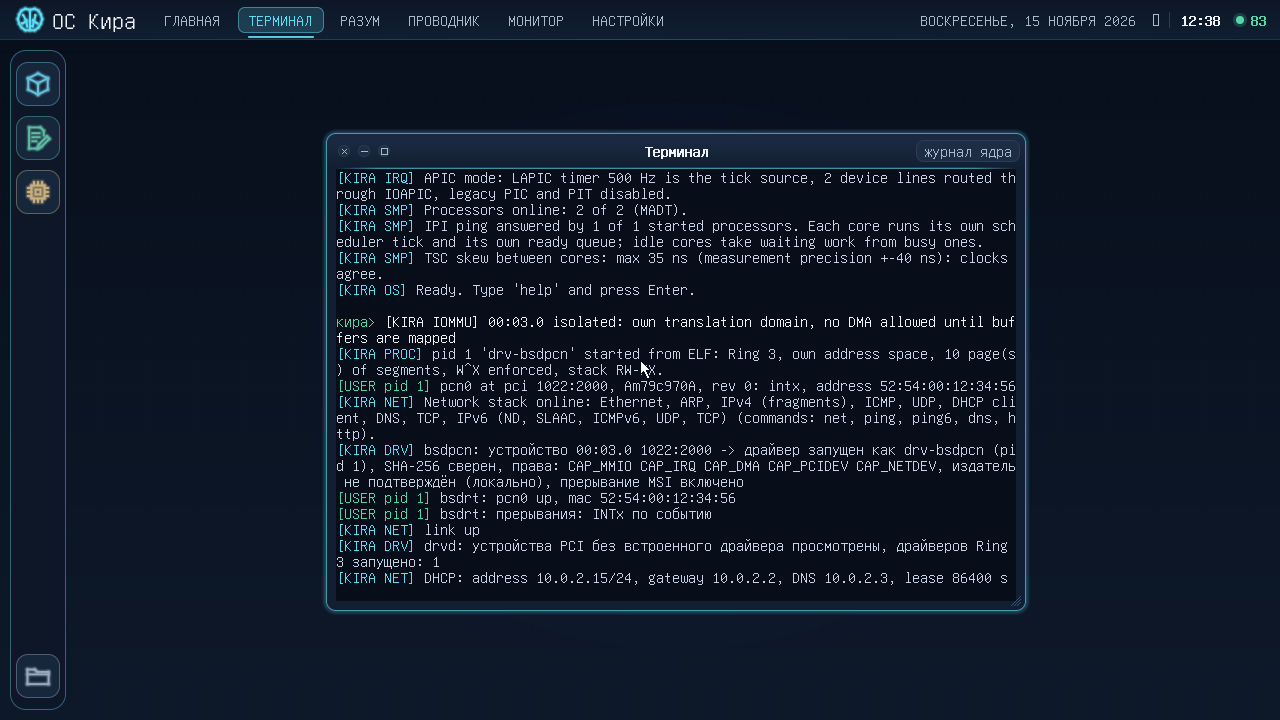 ОС Кира
ГЛАВНАЯ
ТЕРМИНАЛ
РАЗУМ
ПРОВОДНИК
МОНИТОР
НАСТРОЙКИ
ВОСКРЕСЕНЬЕ, 15 НОЯБРЯ 2026
12:38
83
Терминал
журнал ядра
[KIRA IRQ] APIC mode: LAPIC timer 500 Hz is the tick source, 2 device lines routed th
rough IOAPIC, legacy PIC and PIT disabled.
[KIRA SMP] Processors online: 2 of 2 (MADT).
[KIRA SMP] IPI ping answered by 1 of 1 started processors. Each core runs its own sch
eduler tick and its own ready queue; idle cores take waiting work from busy ones.
[KIRA SMP] TSC skew between cores: max 35 ns (measurement precision +-40 ns): clocks
agree.
[KIRA OS] Ready. Type 'help' and press Enter.
кира> [KIRA IOMMU] 00:03.0 isolated: own translation domain, no DMA allowed until buf
fers are mapped
[KIRA PROC] pid 1 'drv-bsdpcn' started from ELF: Ring 3, own address space, 10 page(s
) of segments, W^X enforced, stack RW-NX.
[USER pid 1] pcn0 at pci 1022:2000, Am79c970A, rev 0: intx, address 52:54:00:12:34:56
[KIRA NET] Network stack online: Ethernet, ARP, IPv4 (fragments), ICMP, UDP, DHCP cli
ent, DNS, TCP, IPv6 (ND, SLAAC, ICMPv6, UDP, TCP) (commands: net, ping, ping6, dns, h
ttp).
[KIRA DRV] bsdpcn: устройство 00:03.0 1022:2000 -> драйвер запущен как drv-bsdpcn (pi
d 1), SHA-256 сверен, права: CAP_MMIO CAP_IRQ CAP_DMA CAP_PCIDEV CAP_NETDEV, издатель
не подтверждён (локально), прерывание MSI включено
[USER pid 1] bsdrt: pcn0 up, mac 52:54:00:12:34:56
[USER pid 1] bsdrt: прерывания: INTx по событию
[KIRA NET] link up
[KIRA DRV] drvd: устройства PCI без встроенного драйвера просмотрены, драйверов Ring
3 запущено: 1
[KIRA NET] DHCP: address 10.0.2.15/24, gateway 10.0.2.2, DNS 10.0.2.3, lease 86400 s